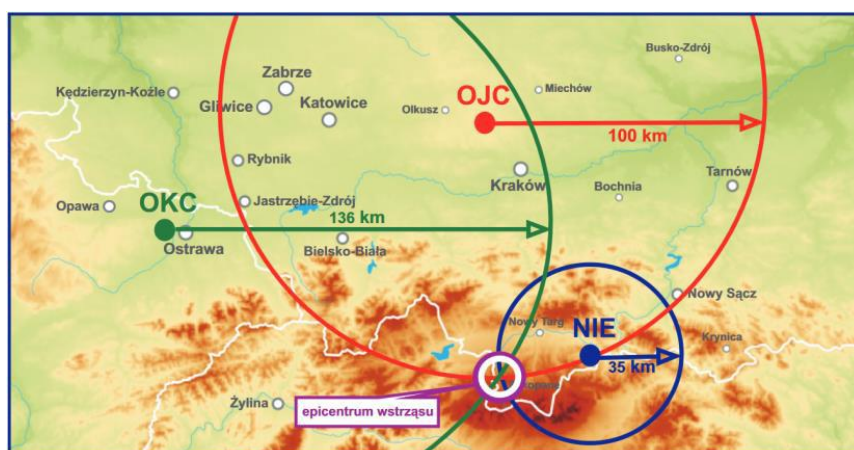 Busko-Zdrój
Zabrze
Kędzierzyn-Koźle
Miechów
Gliwice
Katowice
Olkusz
OJC
100 km
Rybnik
Kraków
Tarnów
Jastrzębie-Zdrój
Bochnia
Opawa
OKC
136 km
Ostrawa
Bielsko-Biała
Nowy Sącz
Nowy Targ
NIE
Krynica
35 km
Żylina
epicentrum wstrząsu